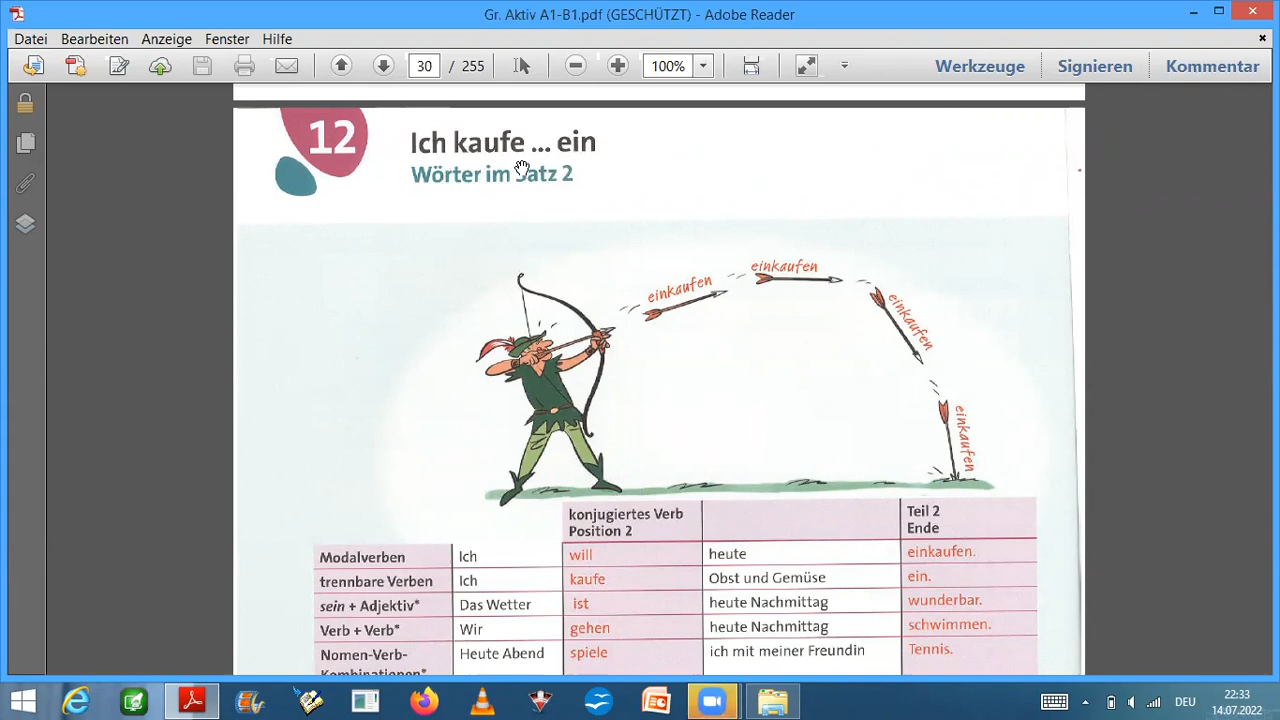 Gr. Aktiv A1-B1.pdf (GESCHÜTZT) - Adobe Reader
Datei Bearbeiten Anzeige Fenster Hilfe
30 / 255 100% Werkzeuge Signieren Kommentar
12
Ich kaufe ... ein
Wörter im Satz 2
einkaufen
einkaufen
einkaufen
einkaufen
konjugiertes Verb Teil 2
Position 2 Ende
Modalverben Ich will heute einkaufen.
trennbare Verben Ich kaufe Obst und Gemüse ein.
sein + Adjektiv* Das Wetter ist heute Nachmittag wunderbar.
Verb + Verb* Wir gehen heute Nachmittag schwimmen.
Nomen-Verb- Heute Abend spiele ich mit meiner Freundin Tennis.
Kombinationen*
DEU
22:33
14.07.2022